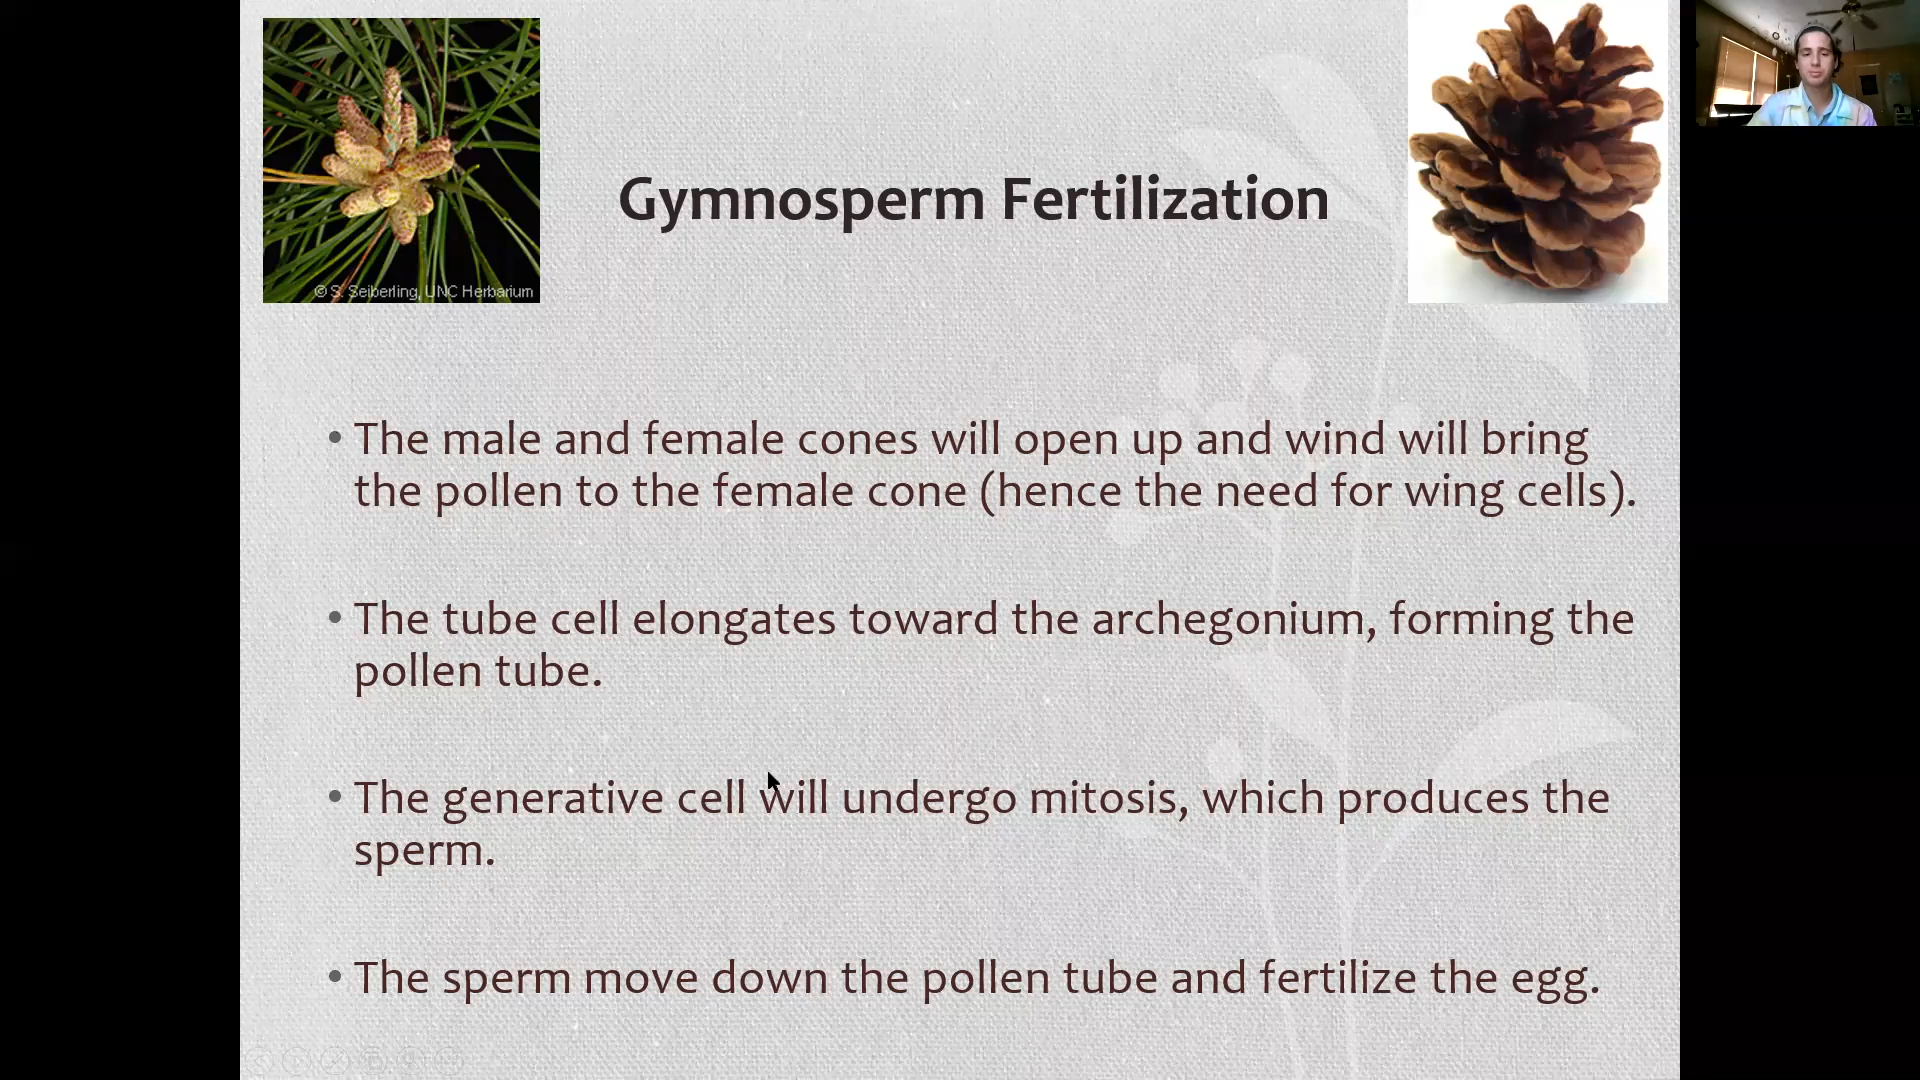 © S. Seiberling, UNC Herbarium
Gymnosperm Fertilization
• The male and female cones will open up and wind will bring
the pollen to the female cone (hence the need for wing cells).
• The tube cell elongates toward the archegonium, forming the
pollen tube.
• The generative cell will undergo mitosis, which produces the
sperm.
• The sperm move down the pollen tube and fertilize the egg.